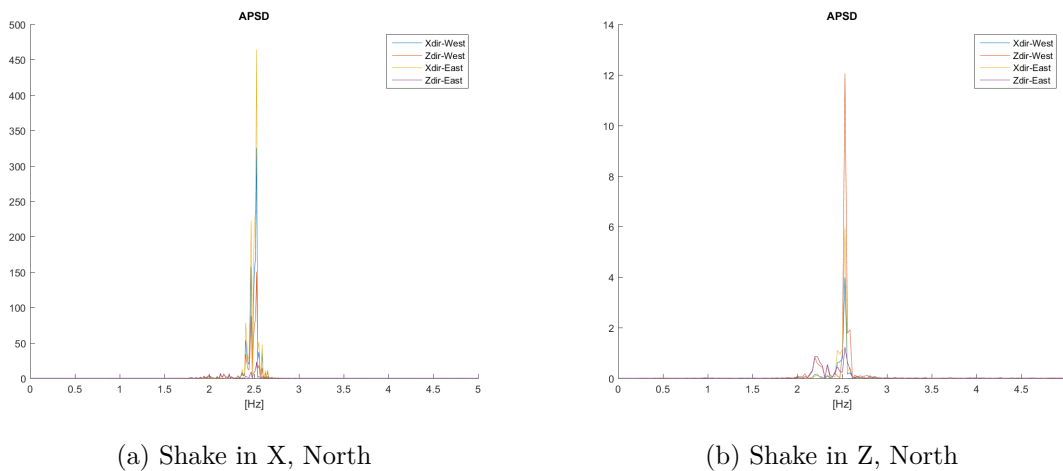 APSD
500
450
400
350
300
250
200
150
100
50
0
0 0.5 1 1.5 2 2.5 3 3.5 4 4.5 5
[Hz]
Xdir-West
Zdir-West
Xdir-East
Zdir-East
(a) Shake in X, North
APSD
14
12
10
8
6
4
2
0
0 0.5 1 1.5 2 2.5 3 3.5 4 4.5
[Hz]
Xdir-West
Zdir-West
Xdir-East
Zdir-East
(b) Shake in Z, North